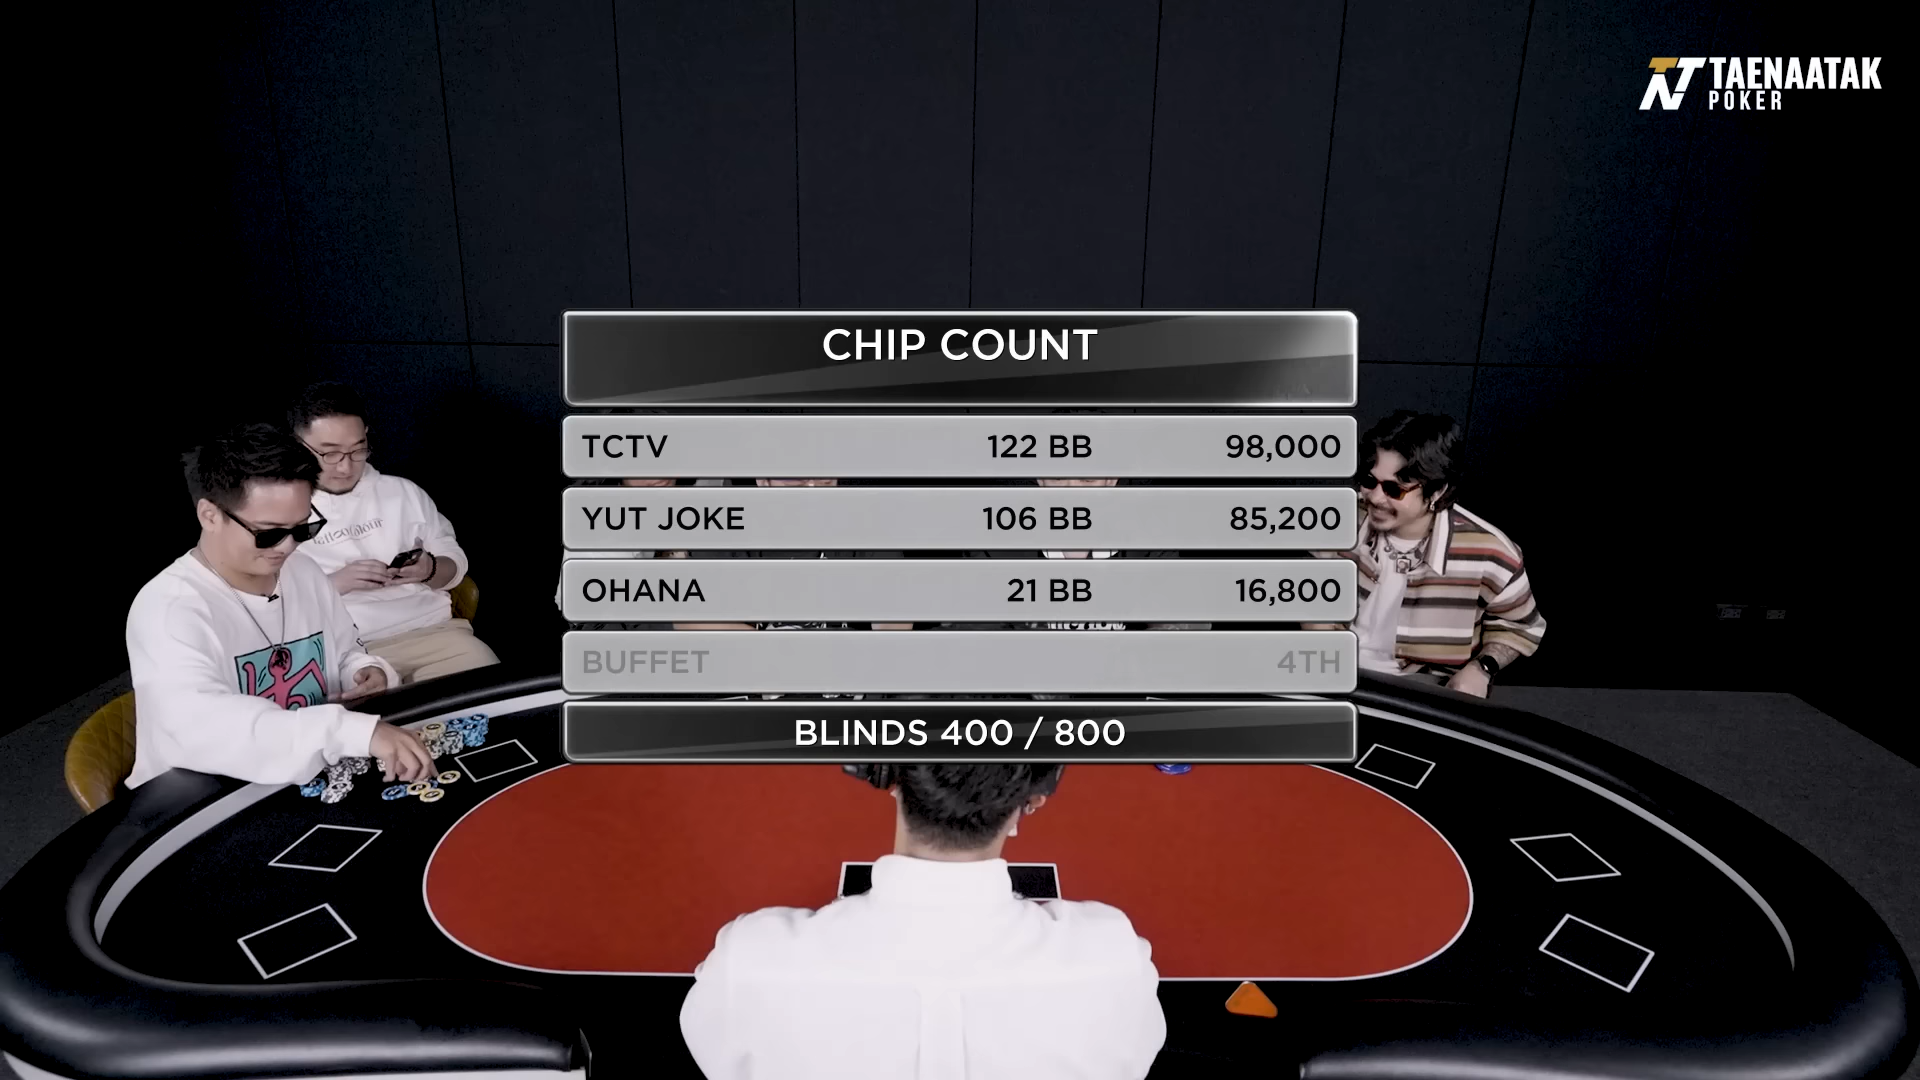 TAENAATAK
POKER
CHIP COUNT
TCTV 122 BB 98,000
YUT JOKE 106 BB 85,200
OHANA 21 BB 16,800
BUFFET 4TH
BLINDS 400 / 800